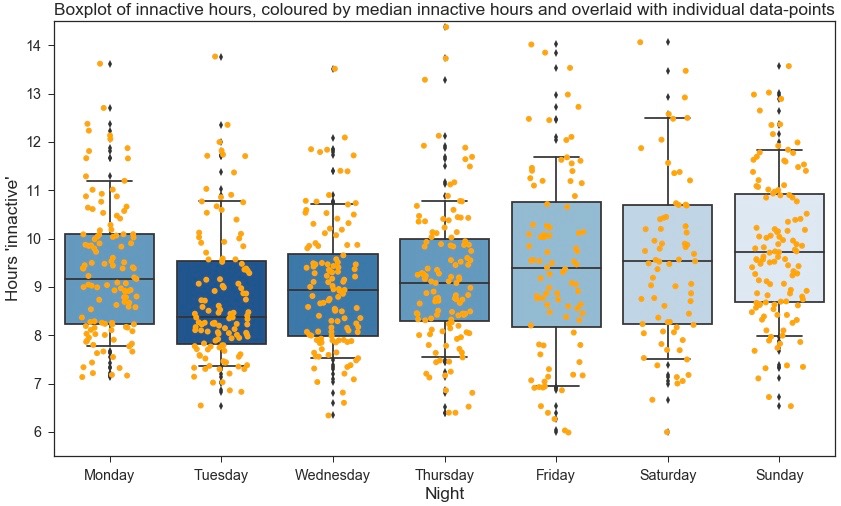 Boxplot of innactive hours, coloured by median innactive hours and overlaid with individual data-points
Hours 'innactive'
14
13
12
11
10
9
8
7
6
Monday Tuesday Wednesday Thursday Friday Saturday Sunday
Night